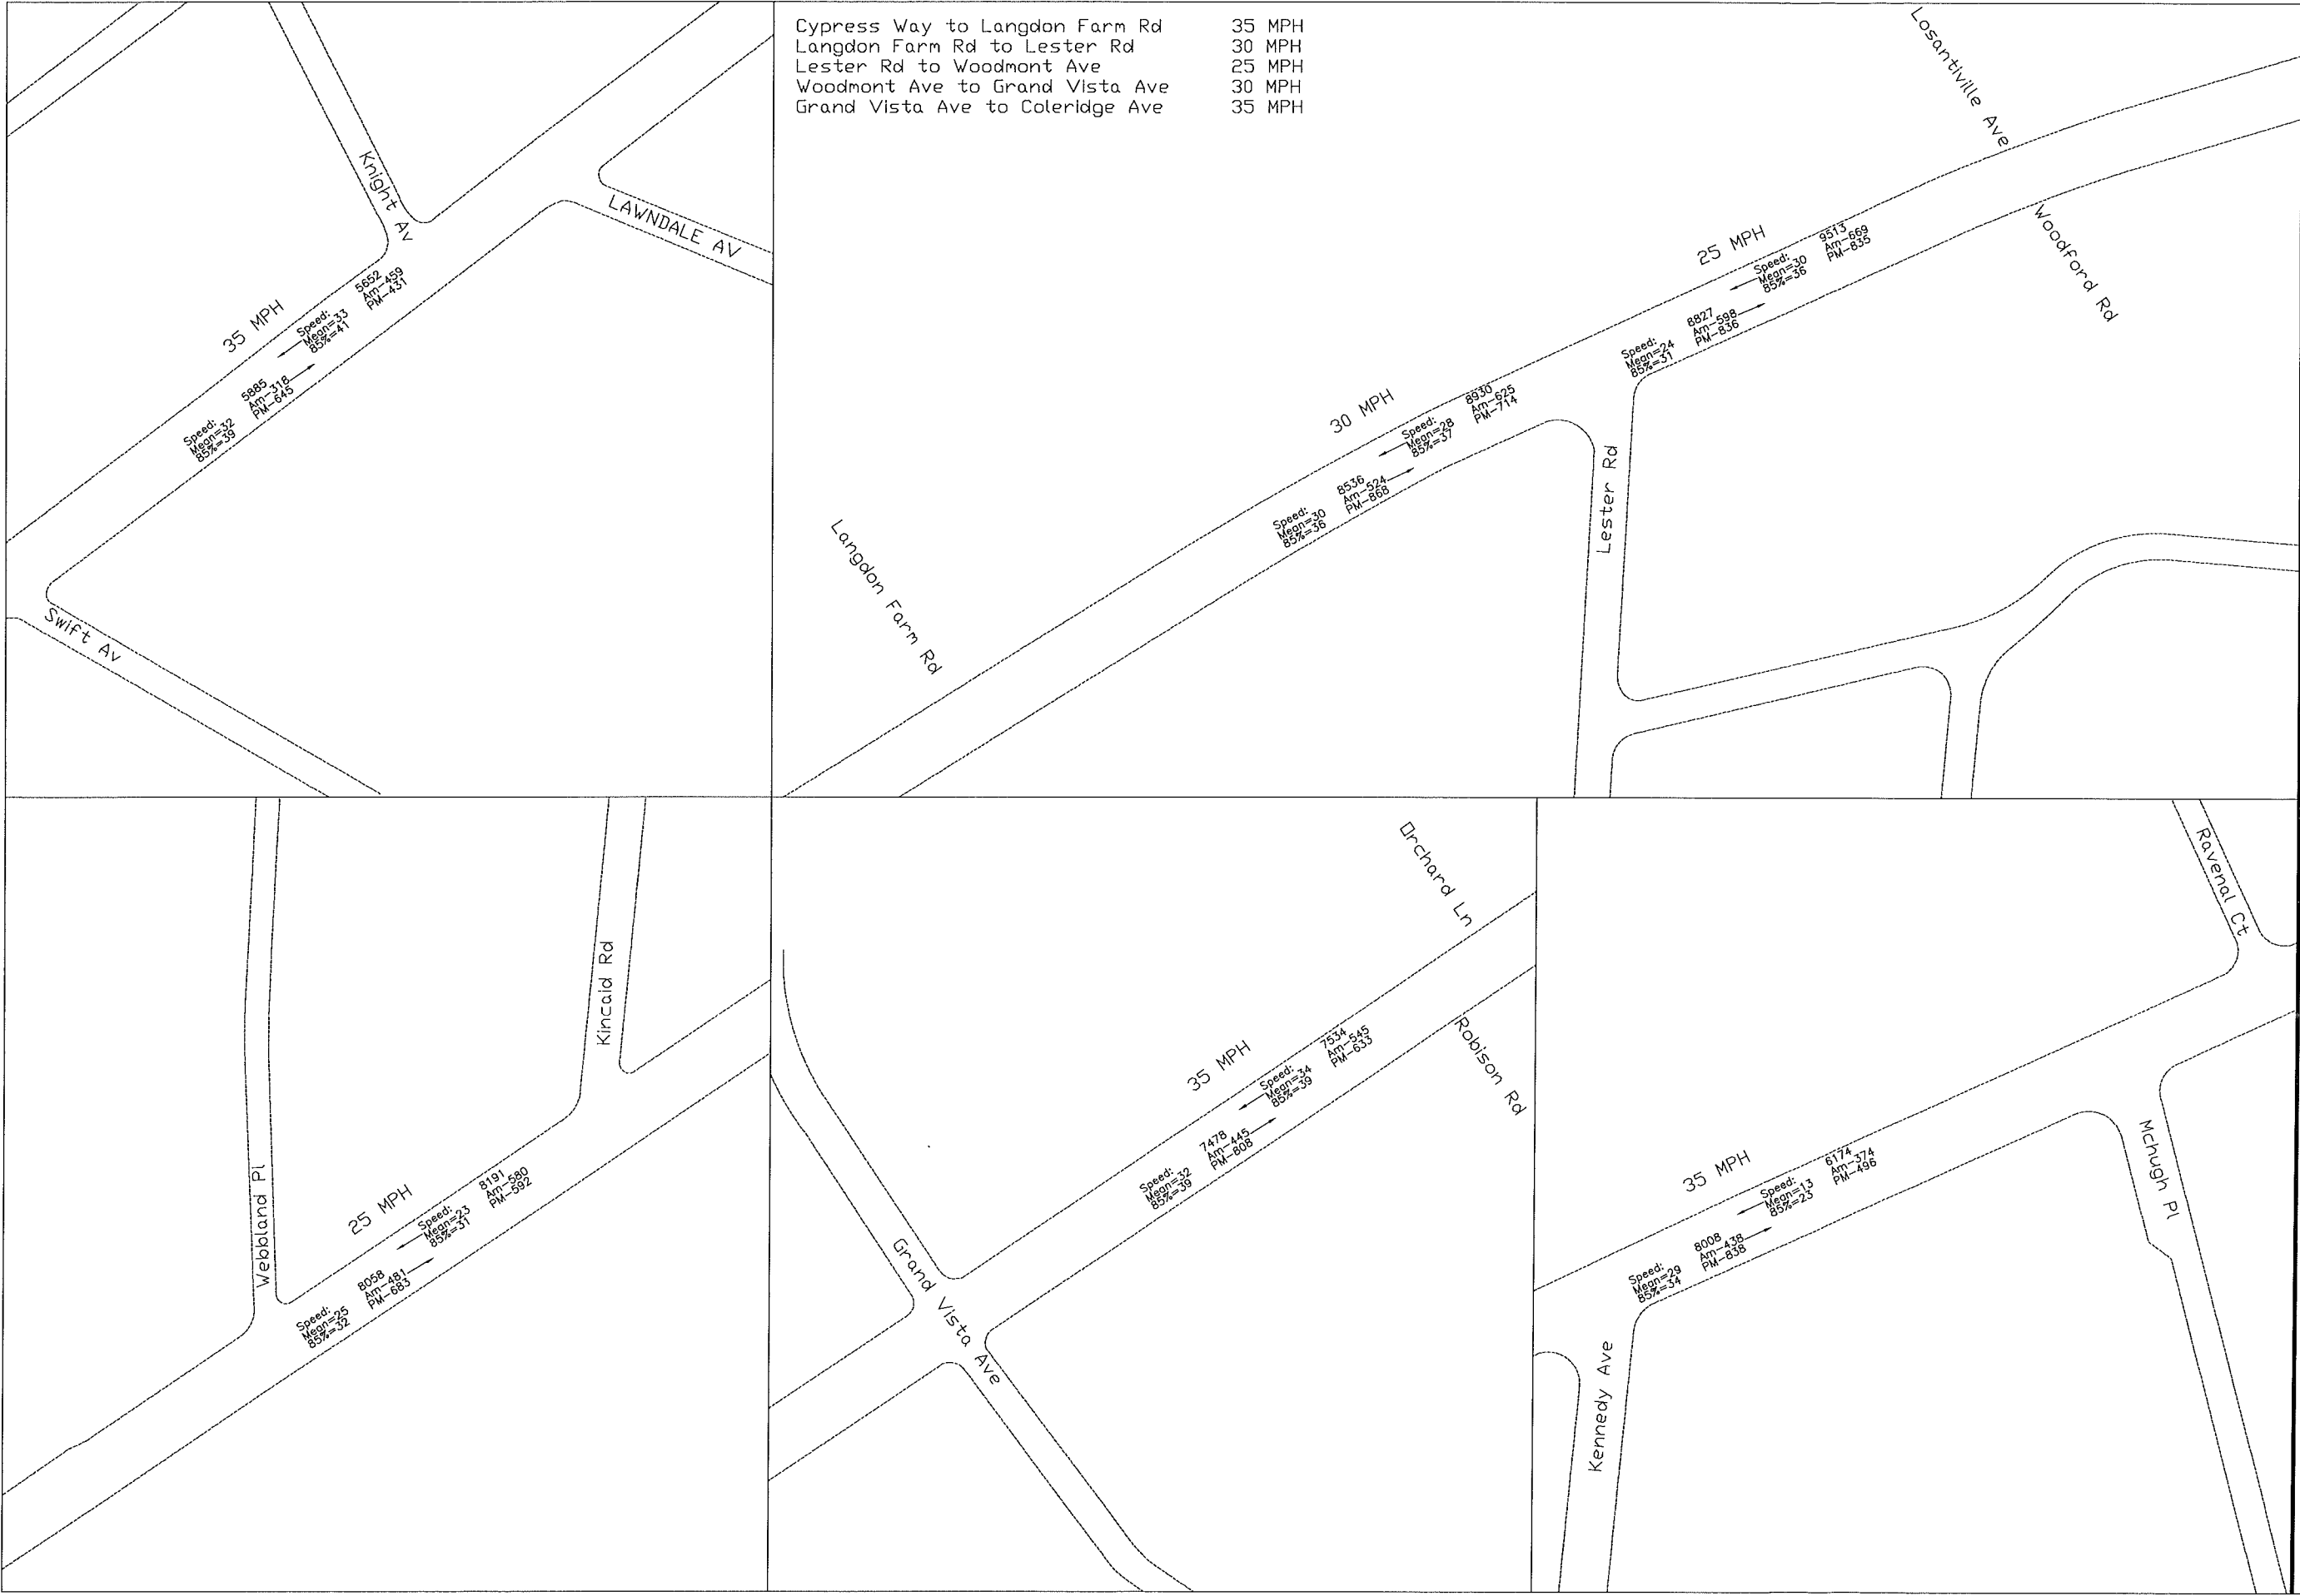 Cypress Way to Langdon Farm Rd 35 MPH
Langdon Farm Rd to Lester Rd 30 MPH
Lester Rd to Woodmont Ave 25 MPH
Woodmont Ave to Grand Vista Ave 30 MPH
Grand Vista Ave to Coleridge Ave 35 MPH
Knight Av
LAWNDALE AV
35 MPH
5652
Am-459
PM-431
Speed:
Mean=33
85%=41
5885
Am-318
PM-645
Speed:
Mean=32
85%=39
Swift Av
Losantiville Ave
Woodford Rd
25 MPH
9513
Am-669
PM-835
Speed:
Mean=30
85%=36
8827
Am-598
PM-836
Speed:
Mean=24
85%=31
30 MPH
8930
Am-625
PM-714
Speed:
Mean=28
85%=37
8536
Am-524
PM-868
Speed:
Mean=30
85%=36
Lester Rd
Langdon Farm Rd
Webbland Pl
Kincaid Rd
25 MPH
8191
Am-580
PM-592
Speed:
Mean=23
85%=31
8058
Am-481
PM-683
Speed:
Mean=25
85%=32
Orchard Ln
Robison Rd
35 MPH
7534
Am-545
PM-633
Speed:
Mean=34
85%=39
7478
Am-445
PM-808
Speed:
Mean=32
85%=39
Grand Vista Ave
Ravenal Ct
Mchugh Pl
35 MPH
6174
Am-374
PM-496
Speed:
Mean=13
85%=23
8008
Am-438
PM-838
Speed:
Mean=29
85%=34
Kennedy Ave